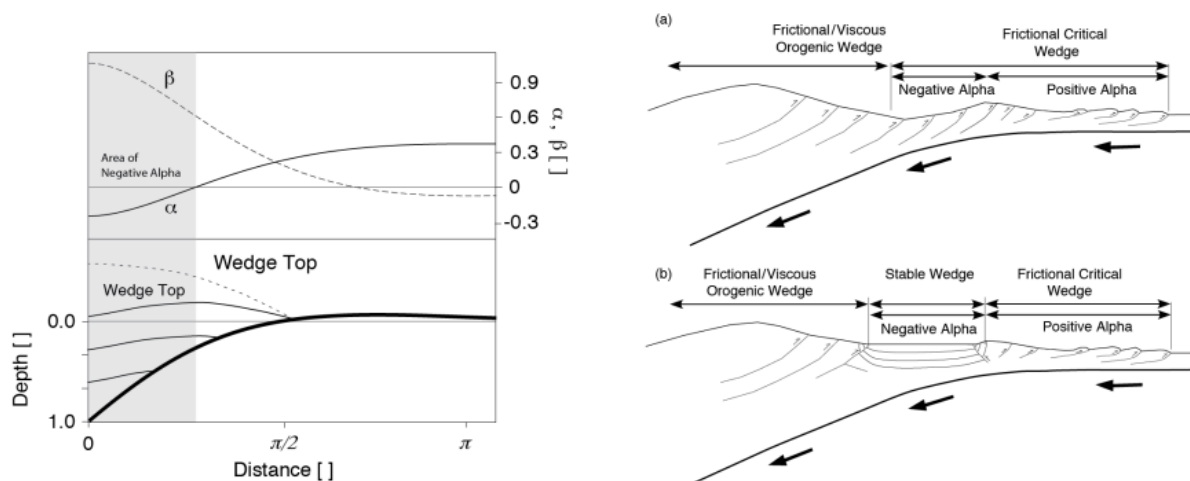 β
α
Area of
Negative Alpha
0.9
0.6
0.3
0
-0.3
α, β [ ]
Wedge Top
Wedge Top
0.0
1.0
Depth [ ]
0
π/2
π
Distance [ ]
(a)
Frictional/Viscous
Orogenic Wedge
Frictional Critical
Wedge
Negative Alpha
Positive Alpha
(b)
Frictional/Viscous
Orogenic Wedge
Stable Wedge
Frictional Critical
Wedge
Negative Alpha
Positive Alpha